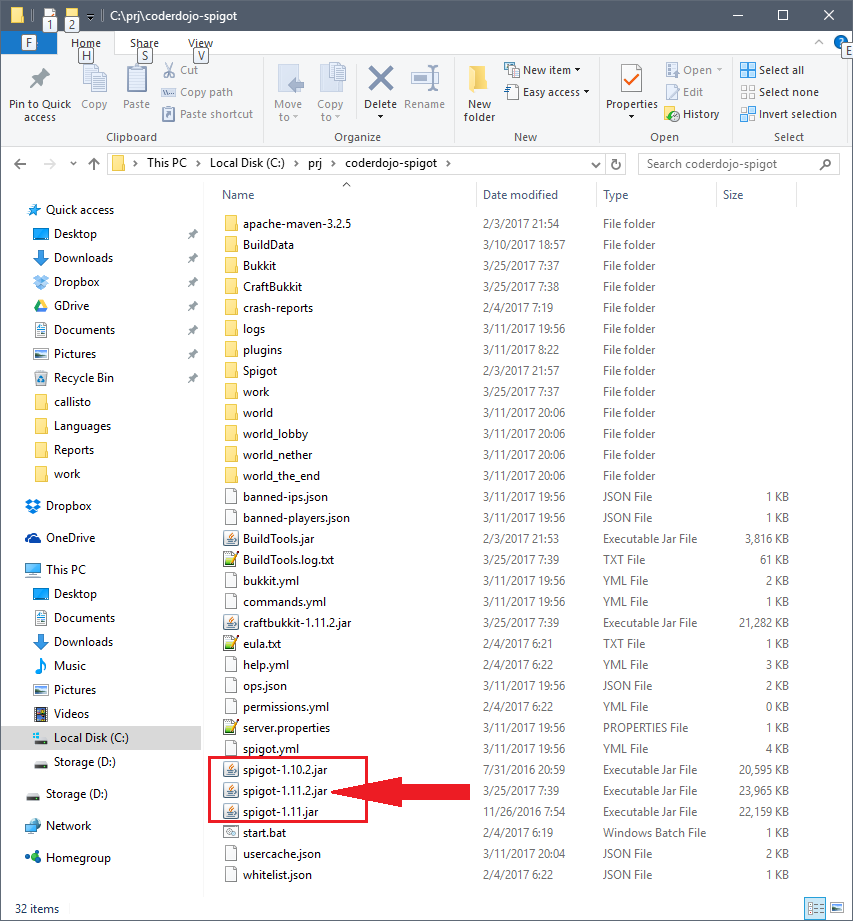 C:\prj\coderdojo-spigot
1 2
F Home Share View
H S V E
Pin to Quick access
Copy
Paste
Cut
Copy path
Paste shortcut
Clipboard
Move to
Copy to
Delete
Rename
Organize
New folder
New item
Easy access
New
Properties
Open
Edit
History
Open
Select all
Select none
Invert selection
Select
This PC > Local Disk (C:) > prj > coderdojo-spigot >
Search coderdojo-spigot
Quick access
Desktop
Downloads
Dropbox
GDrive
Documents
Pictures
Recycle Bin
callisto
Languages
Reports
work
Dropbox
OneDrive
This PC
Desktop
Documents
Downloads
Music
Pictures
Videos
Local Disk (C:)
Storage (D:)
Storage (D:)
Network
Homegroup
Name Date modified Type Size
apache-maven-3.2.5 2/3/2017 21:54 File folder
BuildData 3/10/2017 18:57 File folder
Bukkit 3/25/2017 7:37 File folder
CraftBukkit 3/25/2017 7:38 File folder
crash-reports 2/4/2017 7:19 File folder
logs 3/11/2017 19:56 File folder
plugins 3/11/2017 8:22 File folder
Spigot 2/3/2017 21:57 File folder
work 3/25/2017 7:37 File folder
world 3/11/2017 20:06 File folder
world_lobby 3/11/2017 20:06 File folder
world_nether 3/11/2017 20:06 File folder
world_the_end 3/11/2017 20:06 File folder
banned-ips.json 3/11/2017 19:56 JSON File 1 KB
banned-players.json 3/11/2017 19:56 JSON File 1 KB
BuildTools.jar 2/3/2017 21:53 Executable Jar File 3,816 KB
BuildTools.log.txt 3/25/2017 7:39 TXT File 61 KB
bukkit.yml 3/11/2017 19:56 YML File 2 KB
commands.yml 3/11/2017 19:56 YML File 1 KB
craftbukkit-1.11.2.jar 3/25/2017 7:39 Executable Jar File 21,282 KB
eula.txt 2/4/2017 6:21 TXT File 1 KB
help.yml 2/4/2017 6:22 YML File 3 KB
ops.json 3/11/2017 19:56 JSON File 2 KB
permissions.yml 2/4/2017 6:22 YML File 0 KB
server.properties 3/11/2017 19:56 PROPERTIES File 1 KB
spigot.yml 3/11/2017 19:56 YML File 4 KB
spigot-1.10.2.jar 7/31/2016 20:59 Executable Jar File 20,595 KB
spigot-1.11.2.jar 3/25/2017 7:39 Executable Jar File 23,965 KB
spigot-1.11.jar 11/26/2016 7:54 Executable Jar File 22,159 KB
start.bat 2/4/2017 6:19 Windows Batch File 1 KB
usercache.json 3/11/2017 20:04 JSON File 2 KB
whitelist.json 2/4/2017 6:22 JSON File 1 KB
32 items